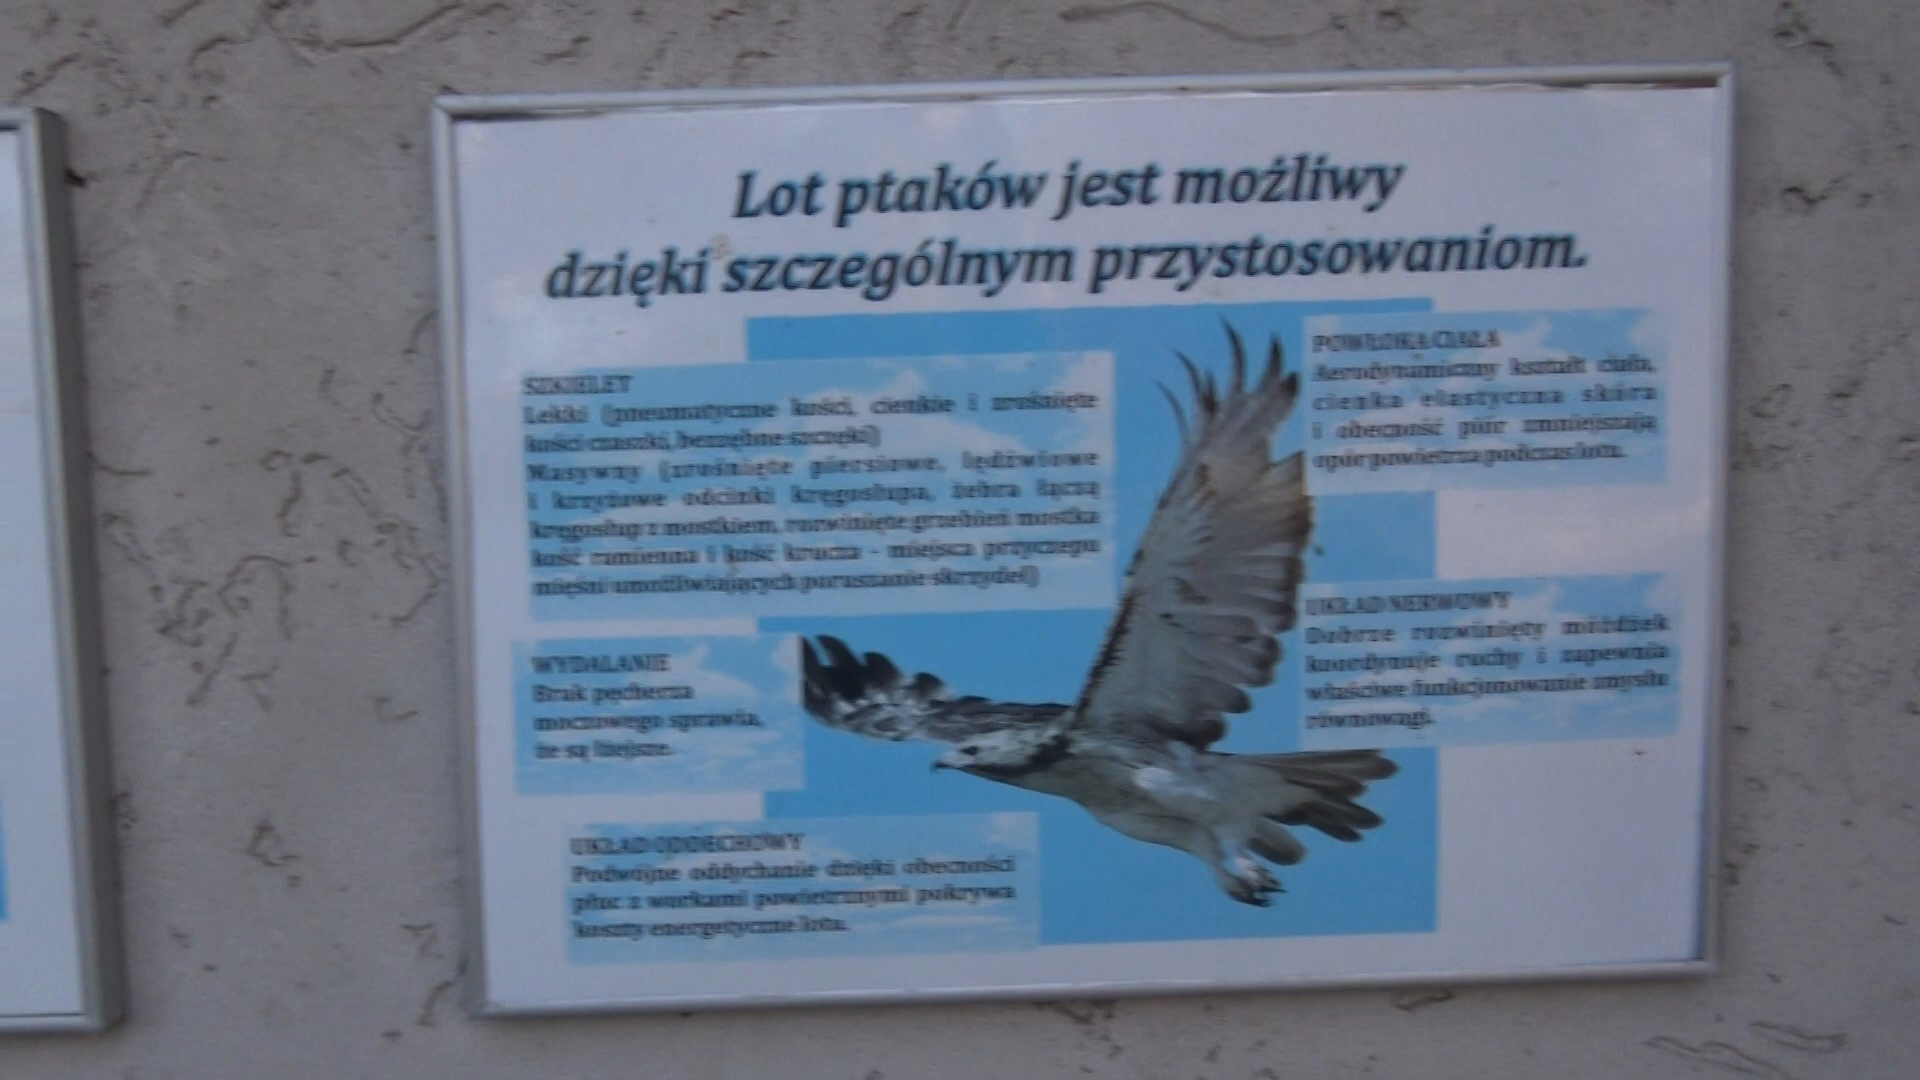 Lot ptaków jest możliwy
dzięki szczególnym przystosowaniom.
SZKIELET
Lekki (pneumatyczne kości, cienkie i zrośnięte
kości czaszki, bezzębne szczęki)
Masywny (zrośnięte piersiowe, lędźwiowe
i krzyżowe odcinki kręgosłupa, żebra łączą
kręgosłup z mostkiem, rozwinięte grzebień mostka
kość ramienna i kość krucza - miejsca przyczepu
mięśni umożliwiających poruszanie skrzydeł)
WYDALANIE
Brak pęcherza
moczowego sprawia,
że są lżejsze.
UKŁAD ODDECHOWY
Podwójne oddychanie dzięki obecności
płuc z workami powietrznymi pokrywa
koszty energetyczne lotu.
POWŁOKA CIAŁA
Aerodynamiczny kształt ciała,
cienka elastyczna skóra
i obecność piór zmniejszają
opór powietrza podczas lotu.
UKŁAD NERWOWY
Dobrze rozwinięty móżdżek
koordynuje ruchy i zapewnia
właściwe funkcjonowanie zmysłu
równowagi.